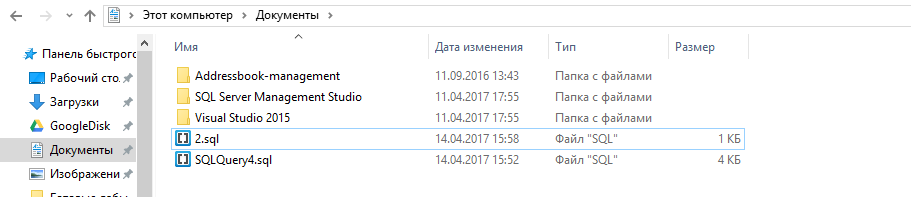 Этот компьютер > Документы >
Имя Дата изменения Тип Размер
Панель быстрого
Рабочий сто.
Загрузки
GoogleDisk
Документы
Изображени
Addressbook-management 11.09.2016 13:43 Папка с файлами
SQL Server Management Studio 11.04.2017 17:55 Папка с файлами
Visual Studio 2015 11.04.2017 17:55 Папка с файлами
2.sql 14.04.2017 15:58 Файл "SQL" 1 КБ
SQLQuery4.sql 14.04.2017 15:52 Файл "SQL" 4 КБ